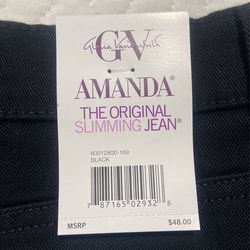 GV
Gloria Vanderbilt
AMANDA®
THE ORIGINAL
SLIMMING JEAN®
60012800-169
BLACK
7 87165 02932 8
MSRP $48.00